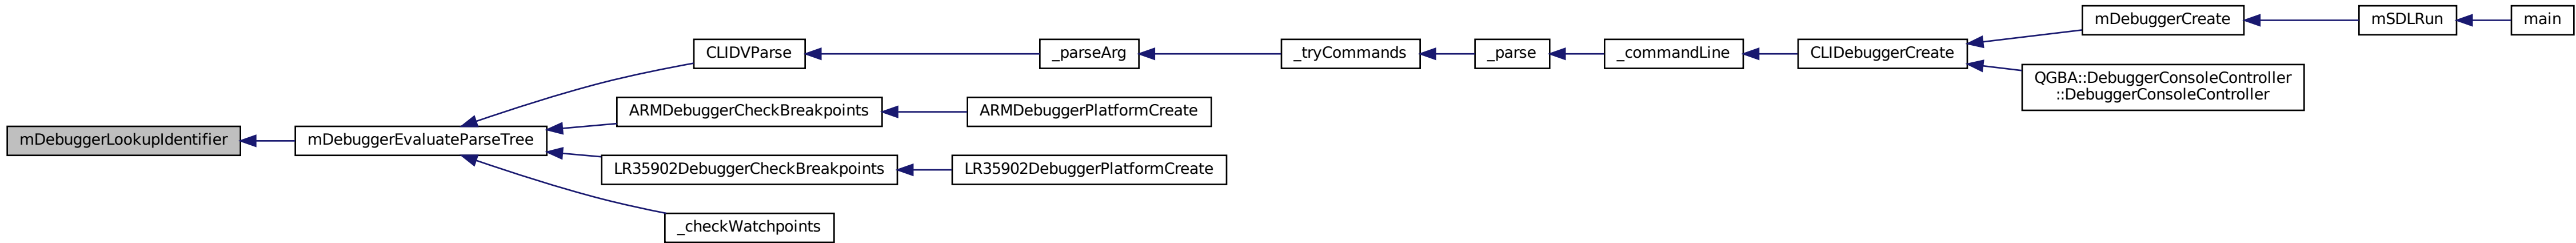 mDebuggerLookupIdentifier
mDebuggerEvaluateParseTree
CLIDVParse
_parseArg
_tryCommands
_parse
_commandLine
CLIDebuggerCreate
mDebuggerCreate
mSDLRun
main
QGBA::DebuggerConsoleController
::DebuggerConsoleController
ARMDebuggerCheckBreakpoints
ARMDebuggerPlatformCreate
LR35902DebuggerCheckBreakpoints
LR35902DebuggerPlatformCreate
_checkWatchpoints